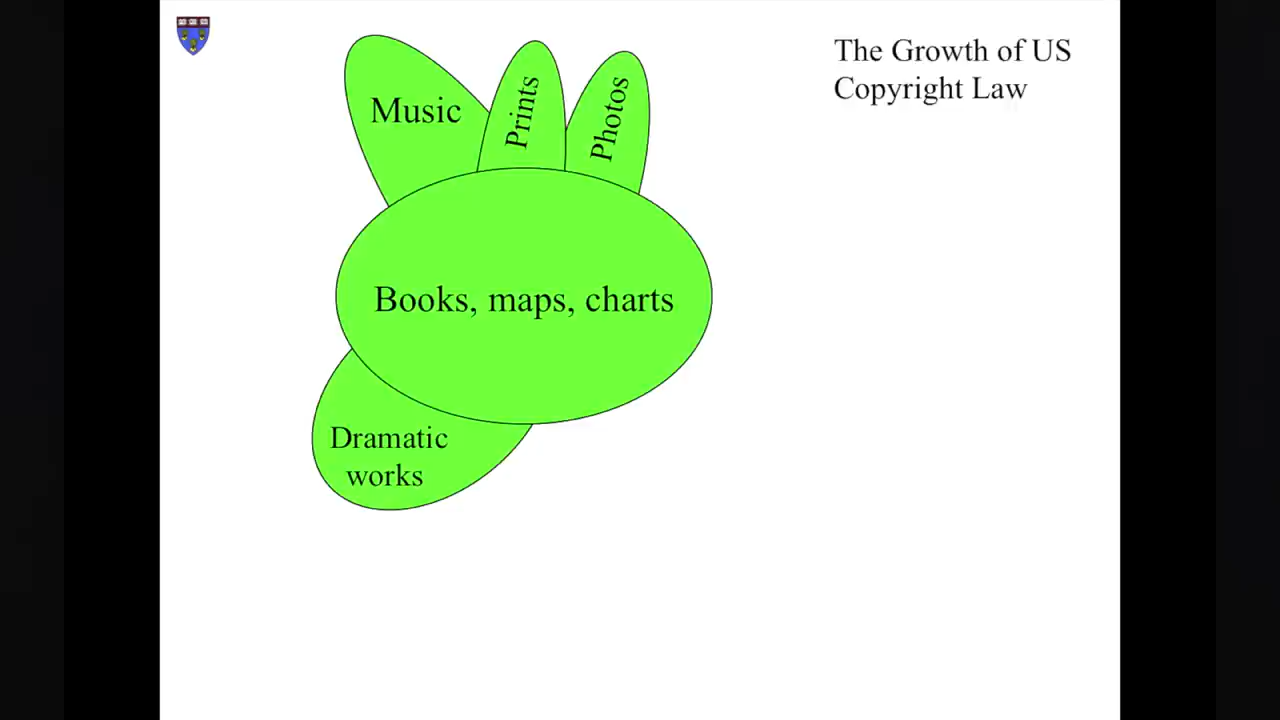 The Growth of US
Copyright Law
Music
Prints
Photos
Books, maps, charts
Dramatic
works